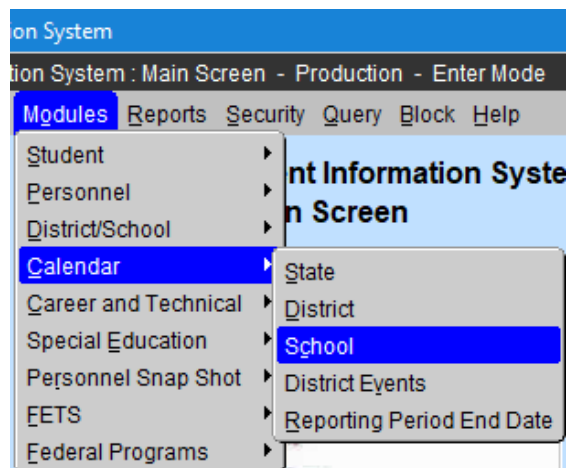 on System
tion System : Main Screen - Production - Enter Mode
Modules Reports Security Query Block Help
Student
nt Information Syste
Personnel
n Screen
District/School
Calendar
State
Career and Technical
District
Special Education
School
Personnel Snap Shot
District Events
FETS
Reporting Period End Date
Federal Programs